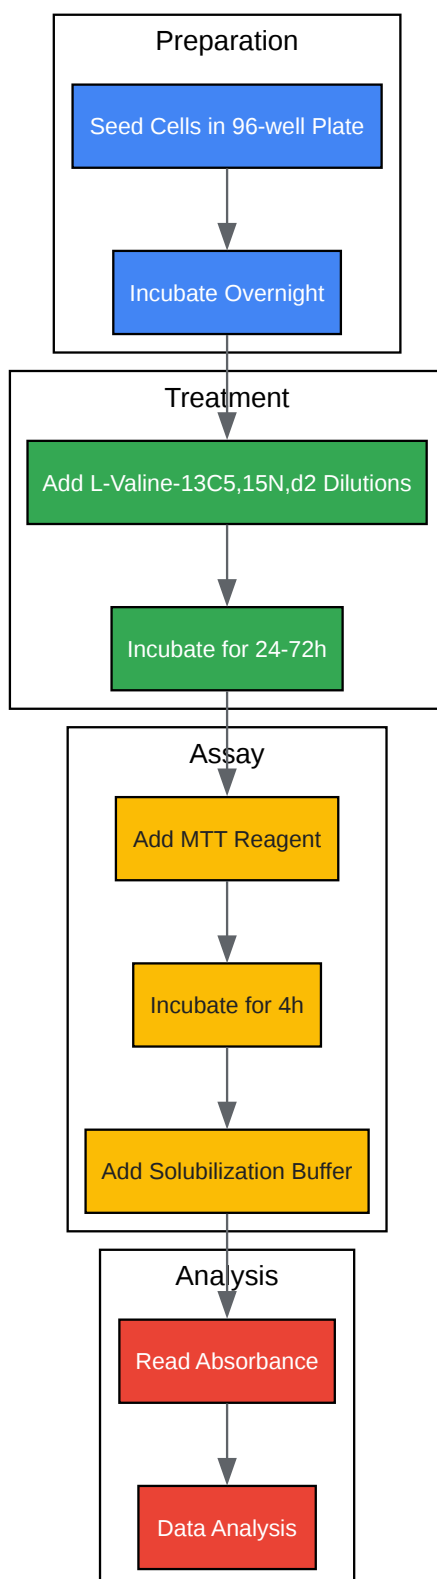 Preparation
Seed Cells in 96-well Plate
Incubate Overnight
Treatment
Add L-Valine-13C5,15N,d2 Dilutions
Incubate for 24-72h
Assay
Add MTT Reagent
Incubate for 4h
Add Solubilization Buffer
Analysis
Read Absorbance
Data Analysis